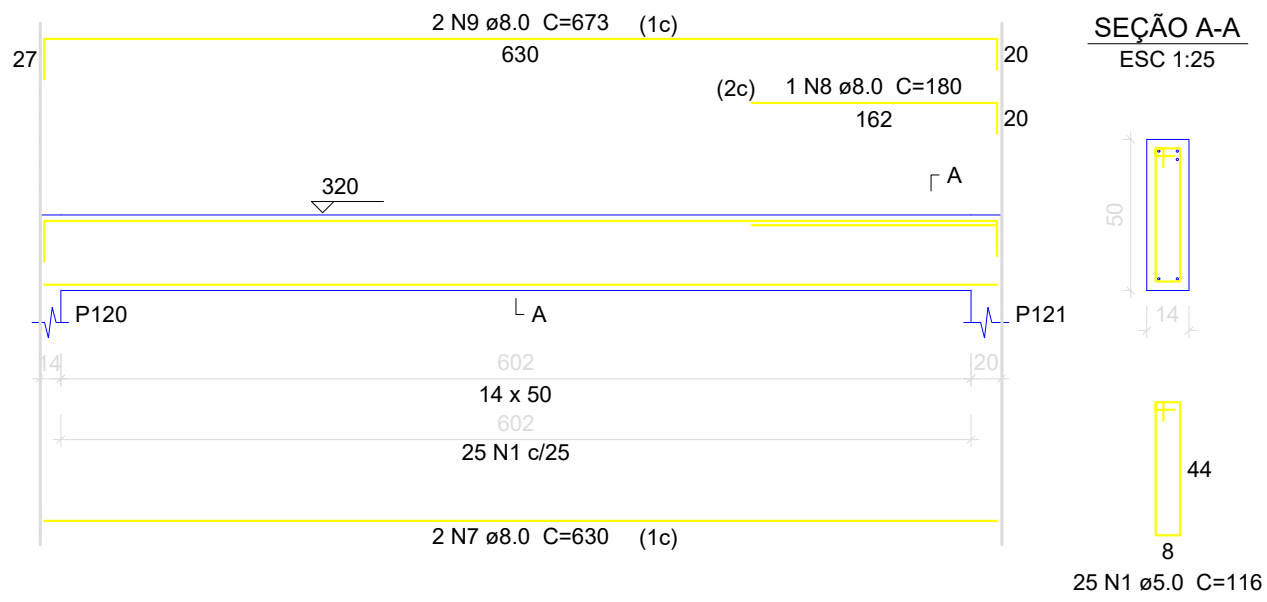 2 N9 ø8.0 C=673 (1c)
SEÇÃO A-A
ESC 1:25
27
630
20
(2c) 1 N8 ø8.0 C=180
162
20
A
320
50
P120
A
P121
14
14
602
20
14 x 50
602
25 N1 c/25
44
2 N7 ø8.0 C=630 (1c)
8
25 N1 ø5.0 C=116